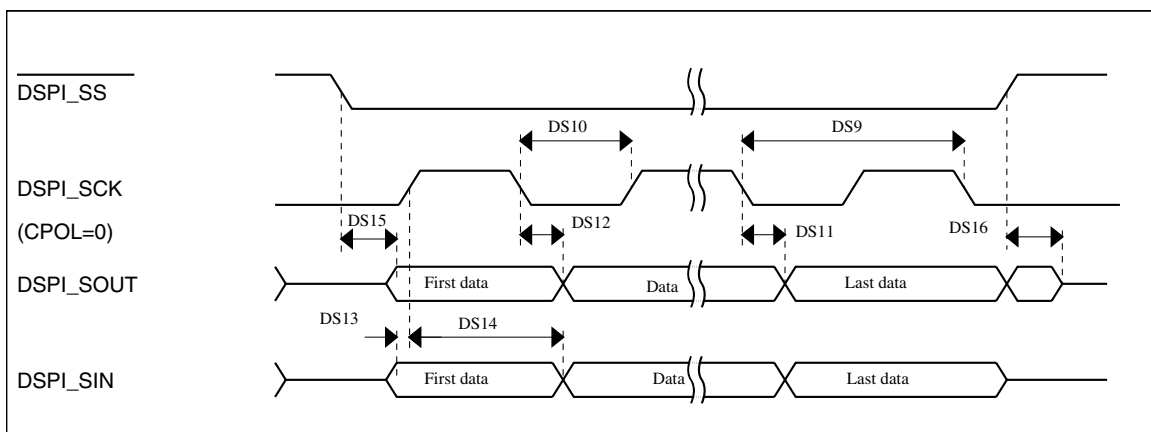 DSPI_SS
DS10
DS9
DSPI_SCK
(CPOL=0)
DS15
DS12
DS11
DS16
DSPI_SOUT
First data
Data
Last data
DS13
DS14
DSPI_SIN
First data
Data
Last data